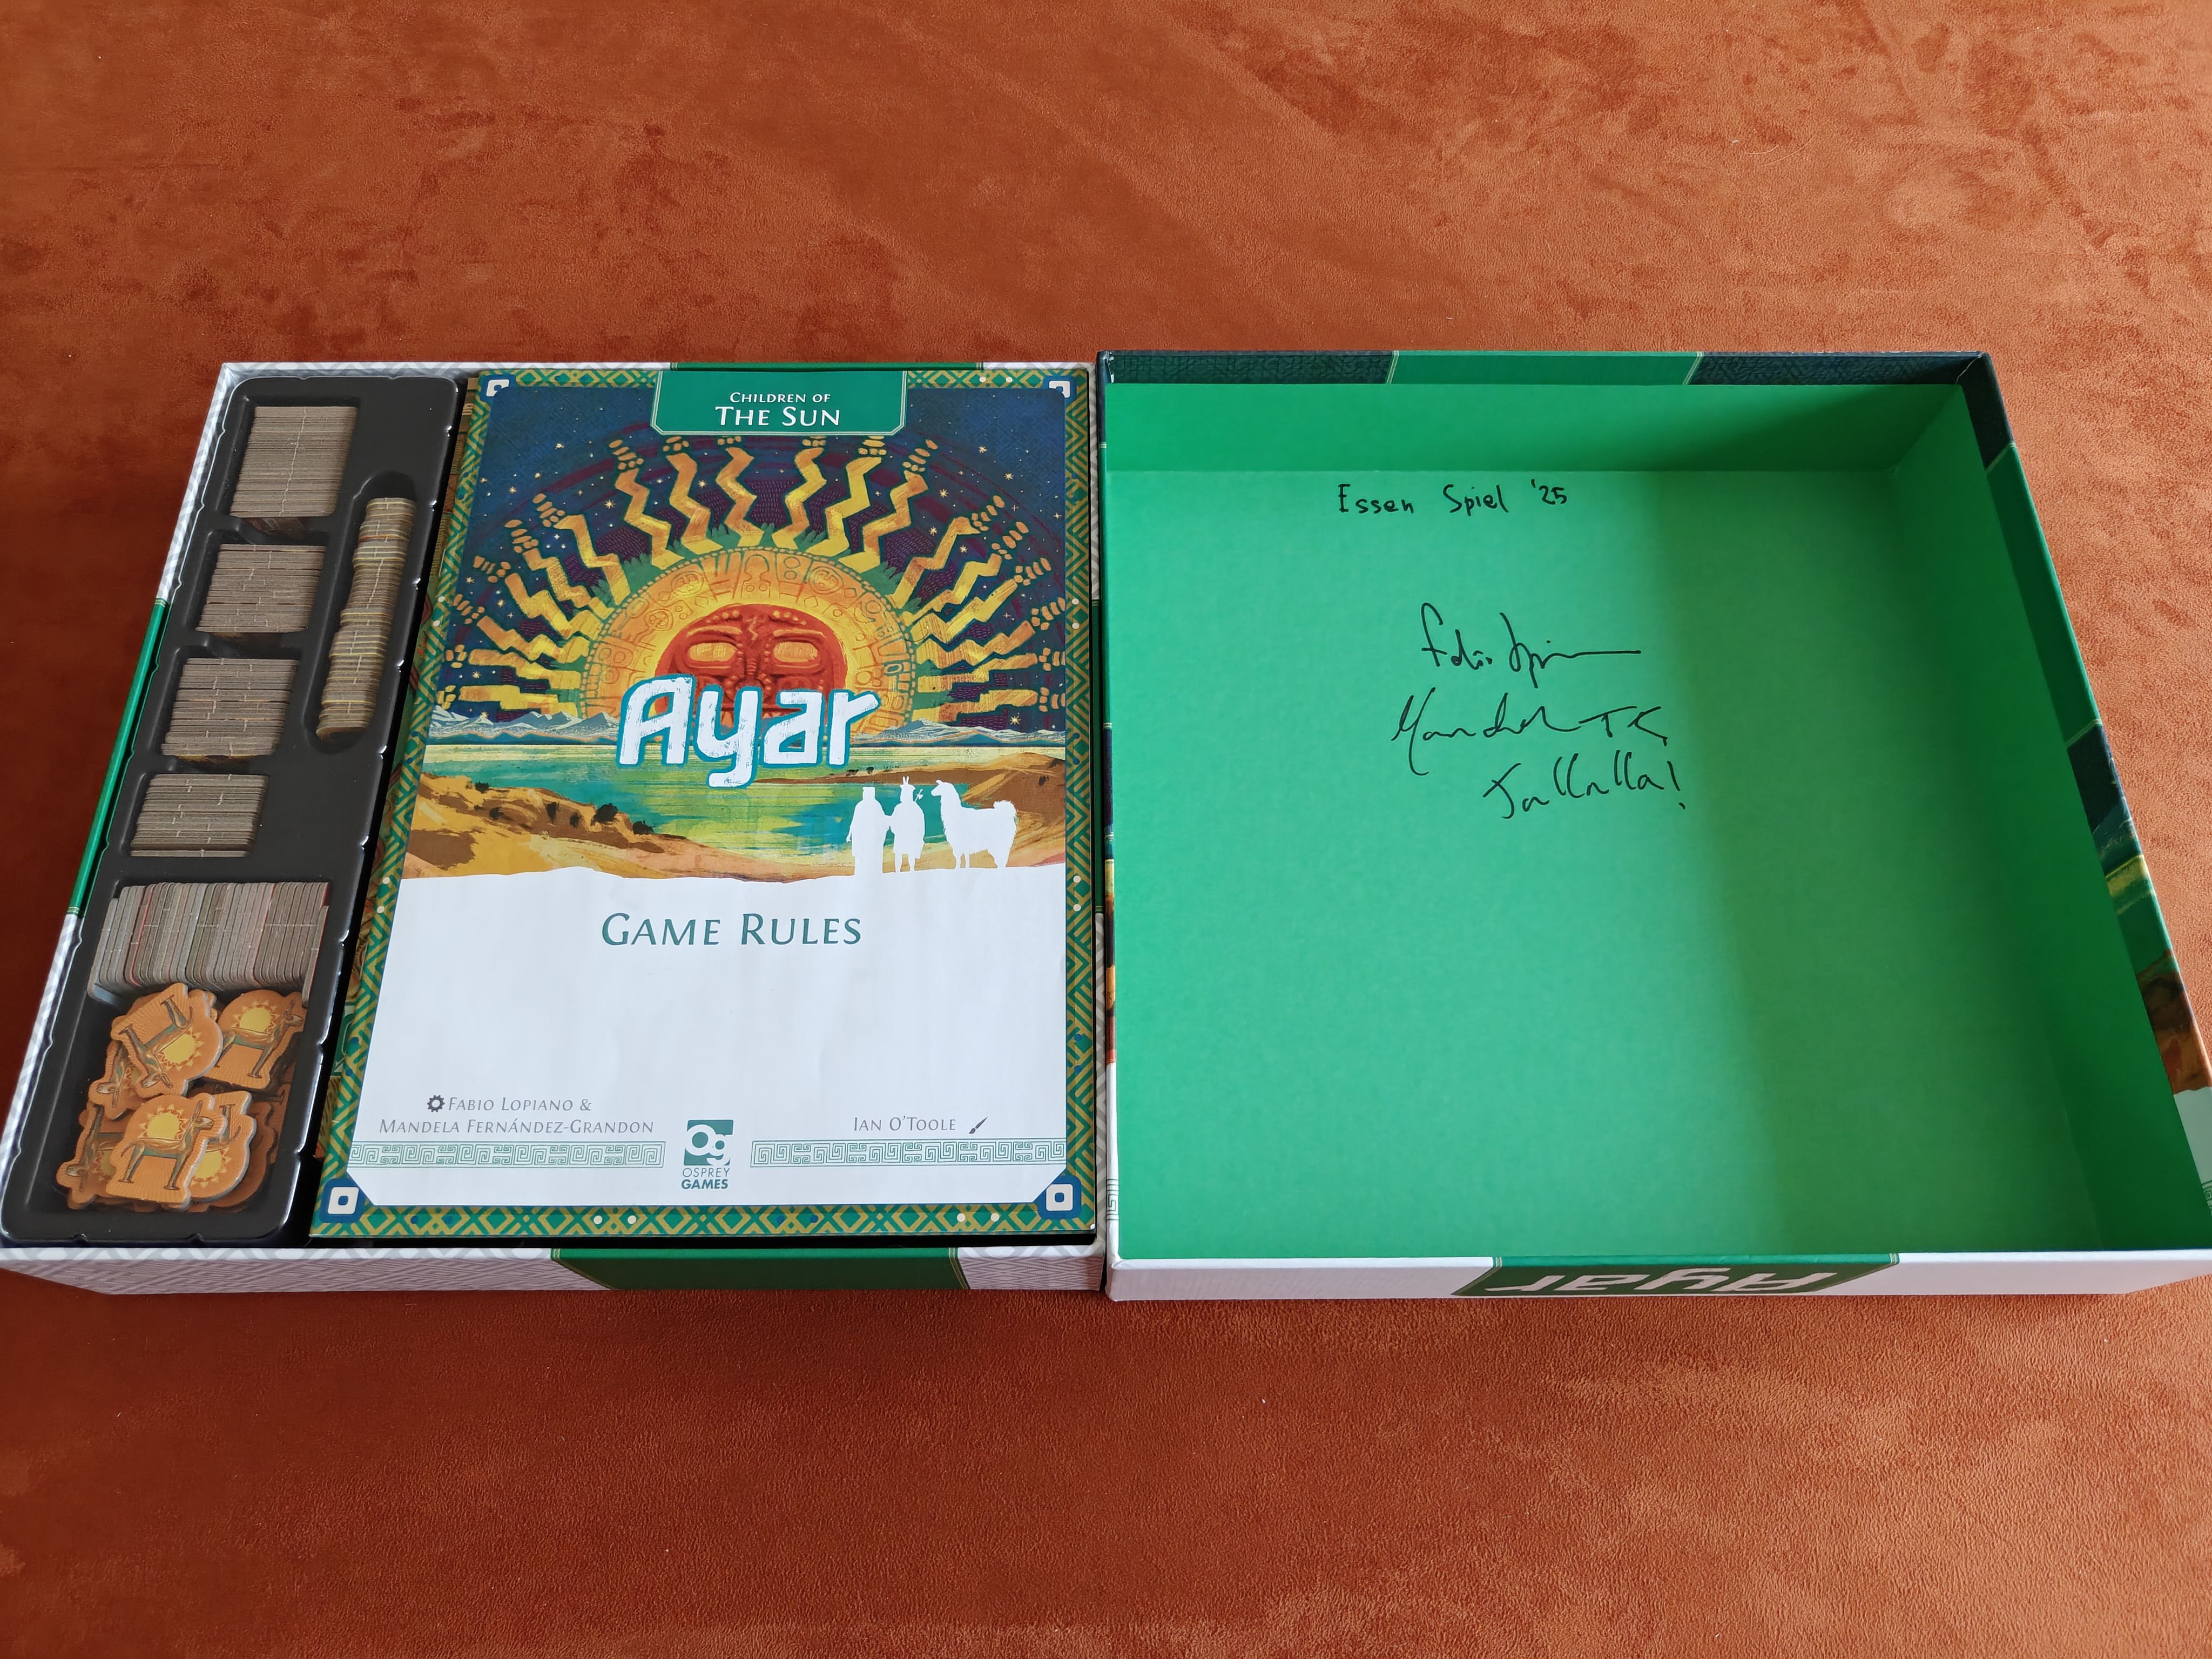 CHILDREN OF
THE SUN
Ayar
GAME RULES
FABIO LOPIANO &
MANDELA FERNÁNDEZ-GRANDON
IAN O'TOOLE
OSPREY
GAMES
Essen Spiel '25
Jallalla!
Ayar